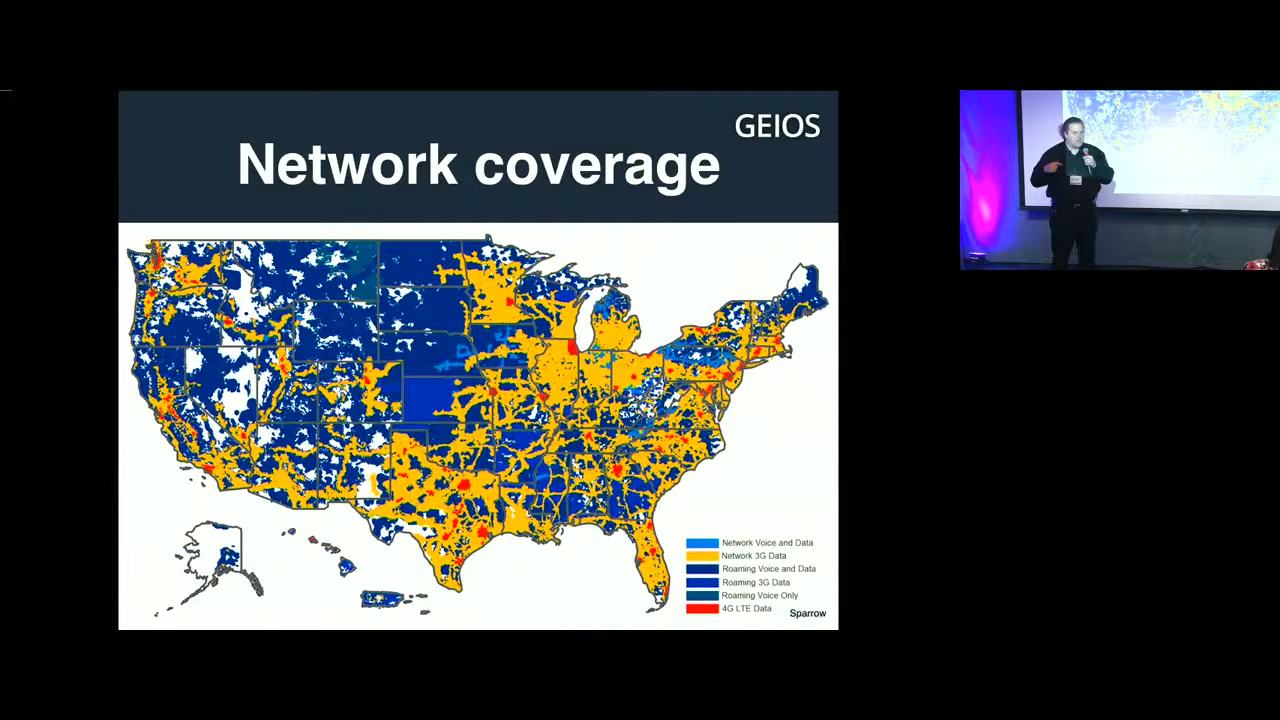 GEIOS
Network coverage
Network Voice and Data
Network 3G Data
Roaming Voice and Data
Roaming 3G Data
Roaming Voice Only
4G LTE Data
Sparrow